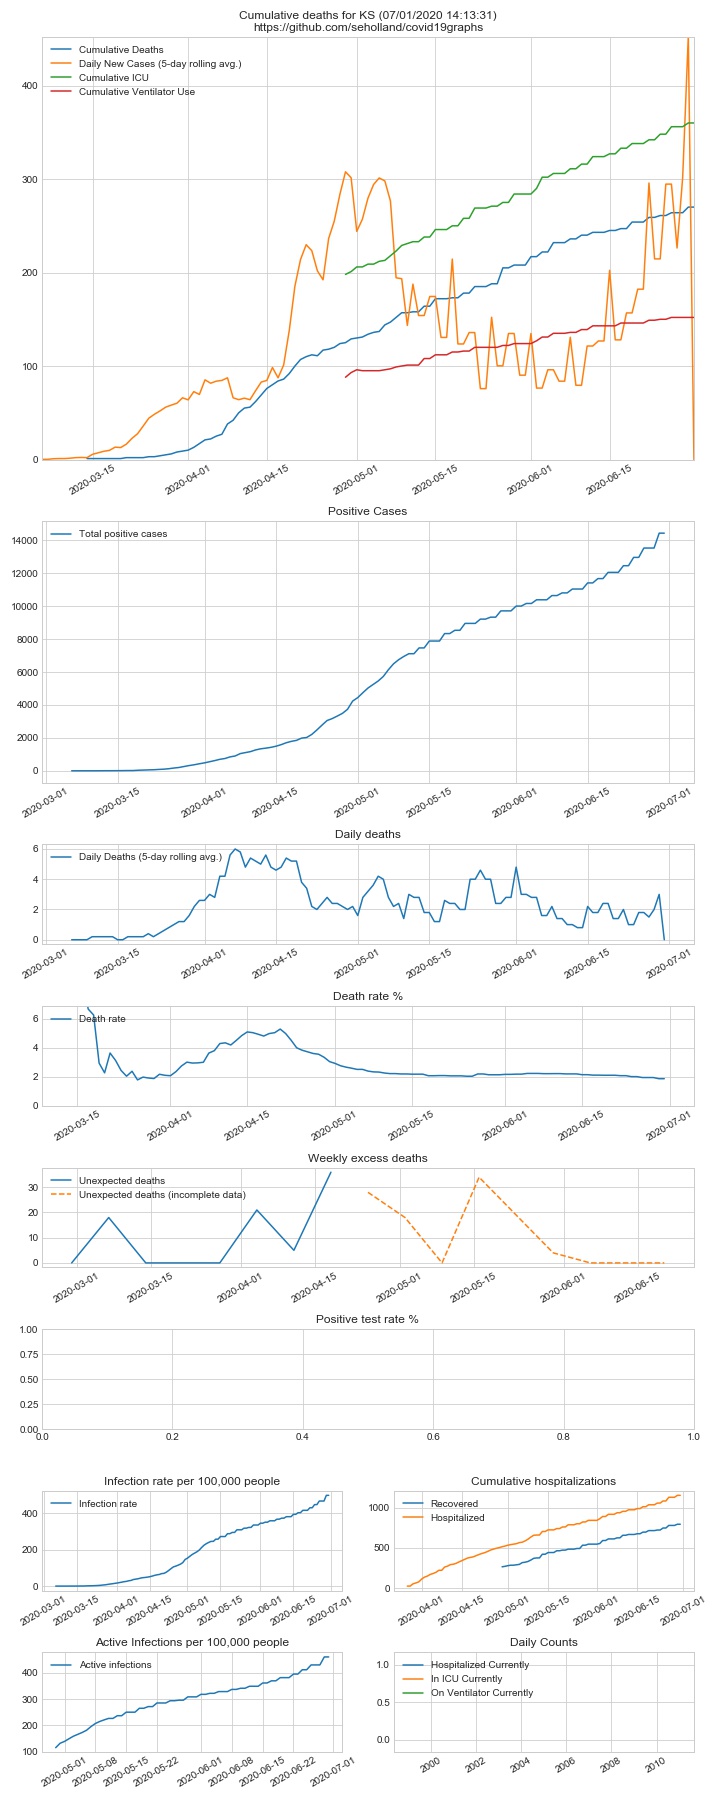 Cumulative deaths for KS (07/01/2020 14:13:31)
https://github.com/seholland/covid19graphs
Cumulative Deaths
Daily New Cases (5-day rolling avg.)
Cumulative ICU
Cumulative Ventilator Use
400
300
200
100
0
2020-03-15 2020-04-01 2020-04-15 2020-05-01 2020-05-15 2020-06-01 2020-06-15
Positive Cases
Total positive cases
14000
12000
10000
8000
6000
4000
2000
0
2020-03-01 2020-03-15 2020-04-01 2020-04-15 2020-05-01 2020-05-15 2020-06-01 2020-06-15 2020-07-01
Daily deaths
Daily Deaths (5-day rolling avg.)
6
4
2
0
2020-03-01 2020-03-15 2020-04-01 2020-04-15 2020-05-01 2020-05-15 2020-06-01 2020-06-15 2020-07-01
Death rate %
Death rate
6
4
2
0
2020-03-15 2020-04-01 2020-04-15 2020-05-01 2020-05-15 2020-06-01 2020-06-15 2020-07-01
Weekly excess deaths
Unexpected deaths
Unexpected deaths (incomplete data)
30
20
10
0
2020-03-01 2020-03-15 2020-04-01 2020-04-15 2020-05-01 2020-05-15 2020-06-01 2020-06-15
Positive test rate %
1.00
0.75
0.50
0.25
0.00
0.0 0.2 0.4 0.6 0.8 1.0
Infection rate per 100,000 people
Infection rate
400
200
0
2020-03-01 2020-03-15 2020-04-01 2020-04-15 2020-05-01 2020-05-15 2020-06-01 2020-06-15 2020-07-01
Cumulative hospitalizations
Recovered
Hospitalized
1000
500
0
2020-04-01 2020-04-15 2020-05-01 2020-05-15 2020-06-01 2020-06-15 2020-07-01
Active Infections per 100,000 people
Active infections
400
300
200
100
2020-05-01 2020-05-08 2020-05-15 2020-05-22 2020-06-01 2020-06-08 2020-06-15 2020-06-22 2020-07-01
Daily Counts
Hospitalized Currently
In ICU Currently
On Ventilator Currently
1.0
0.5
0.0
2000 2002 2004 2006 2008 2010